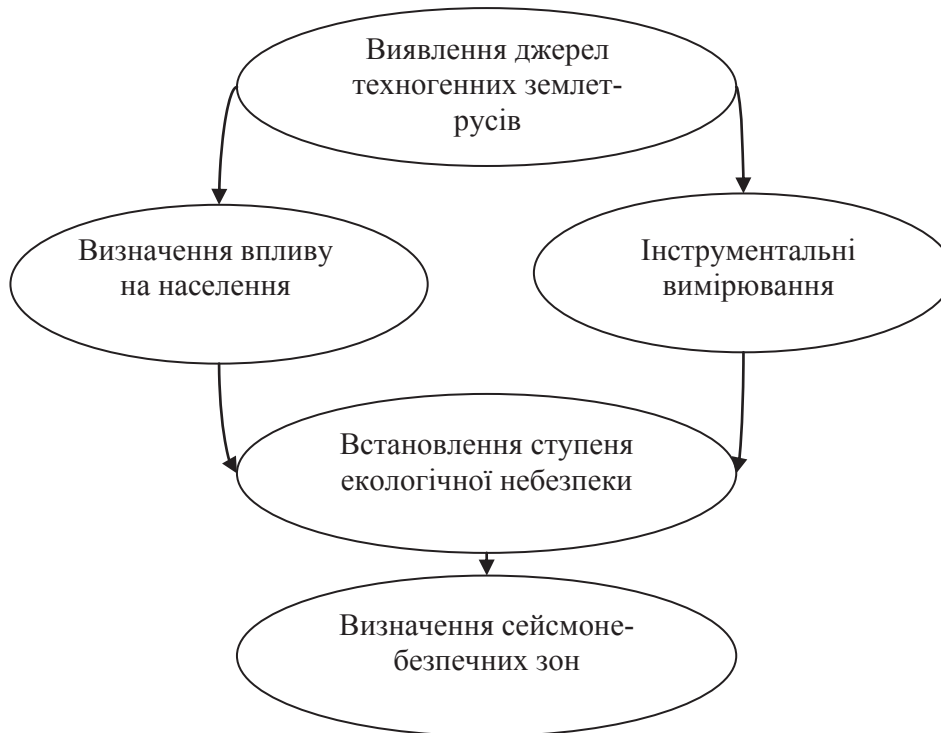 Виявлення джерел
техногенних землет-
русів
Визначення впливу
на населення
Інструментальні
вимірювання
Встановлення ступеня
екологічної небезпеки
Визначення сейсмоне-
безпечних зон